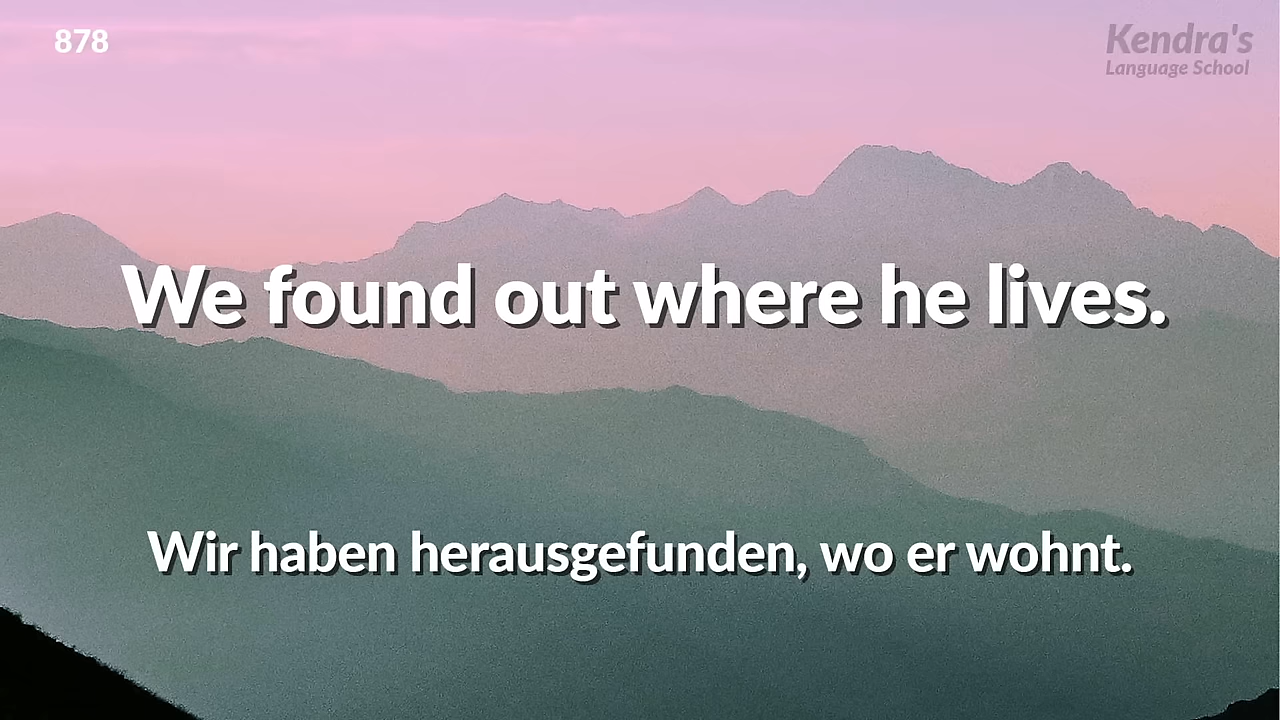 878
Kendra's
Language School
We found out where he lives.
Wir haben herausgefunden, wo er wohnt.